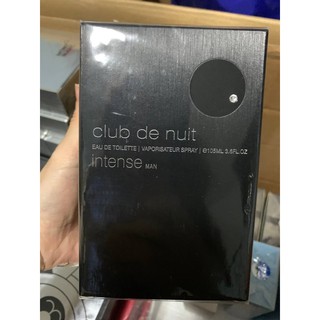 club de nuit
EAU DE TOILETTE | VAPORISATEUR SPRAY | ℮105ML 3.6FL.OZ
intense MAN